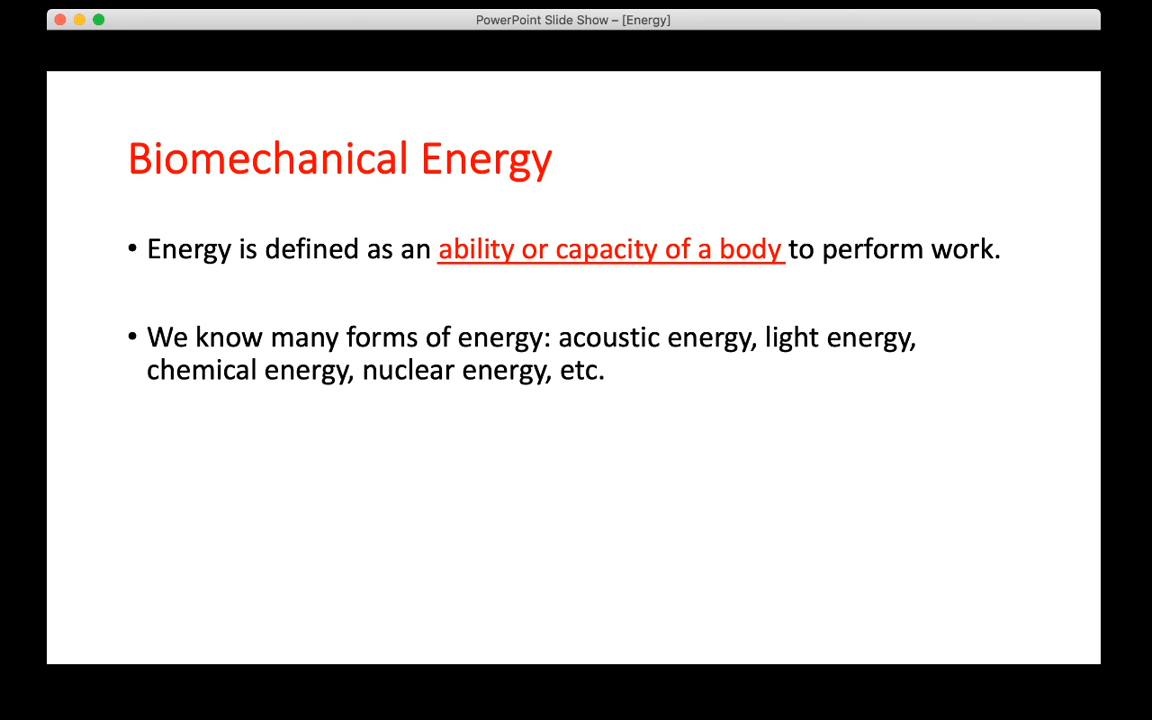 PowerPoint Slide Show – [Energy]
Biomechanical Energy
• Energy is defined as an ability or capacity of a body to perform work.
• We know many forms of energy: acoustic energy, light energy,
chemical energy, nuclear energy, etc.